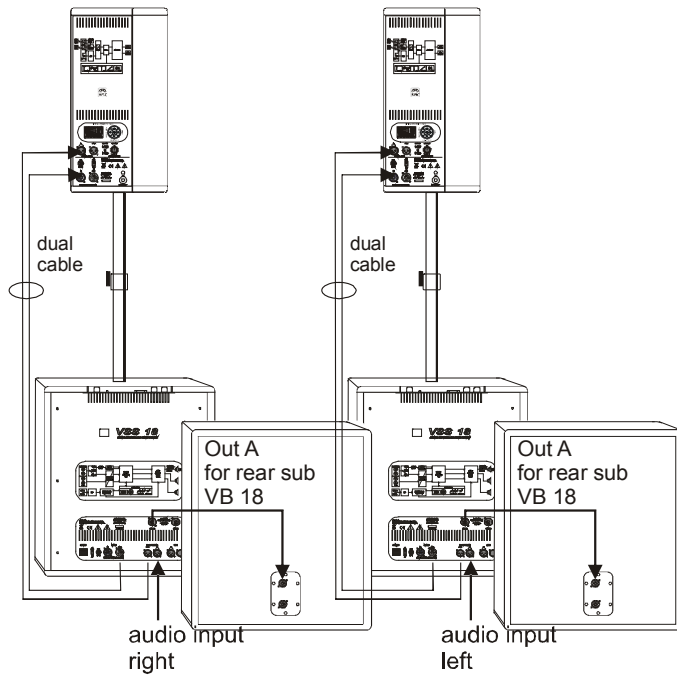 dual
cable
dual
cable
VSS 18
VSS 18
Out A
for rear sub
VB 18
Out A
for rear sub
VB 18
audio input
right
audio input
left